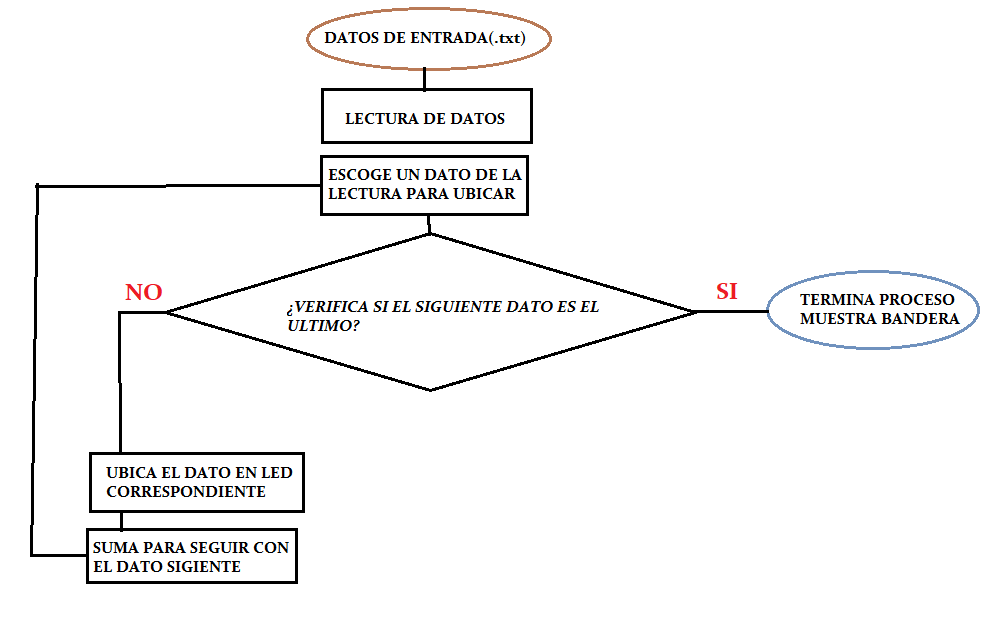 DATOS DE ENTRADA(.txt)
LECTURA DE DATOS
ESCOGE UN DATO DE LA
LECTURA PARA UBICAR
¿VERIFICA SI EL SIGUIENTE DATO ES EL
ULTIMO?
NO
SI
TERMINA PROCESO
MUESTRA BANDERA
UBICA EL DATO EN LED
CORRESPONDIENTE
SUMA PARA SEGUIR CON
EL DATO SIGIENTE